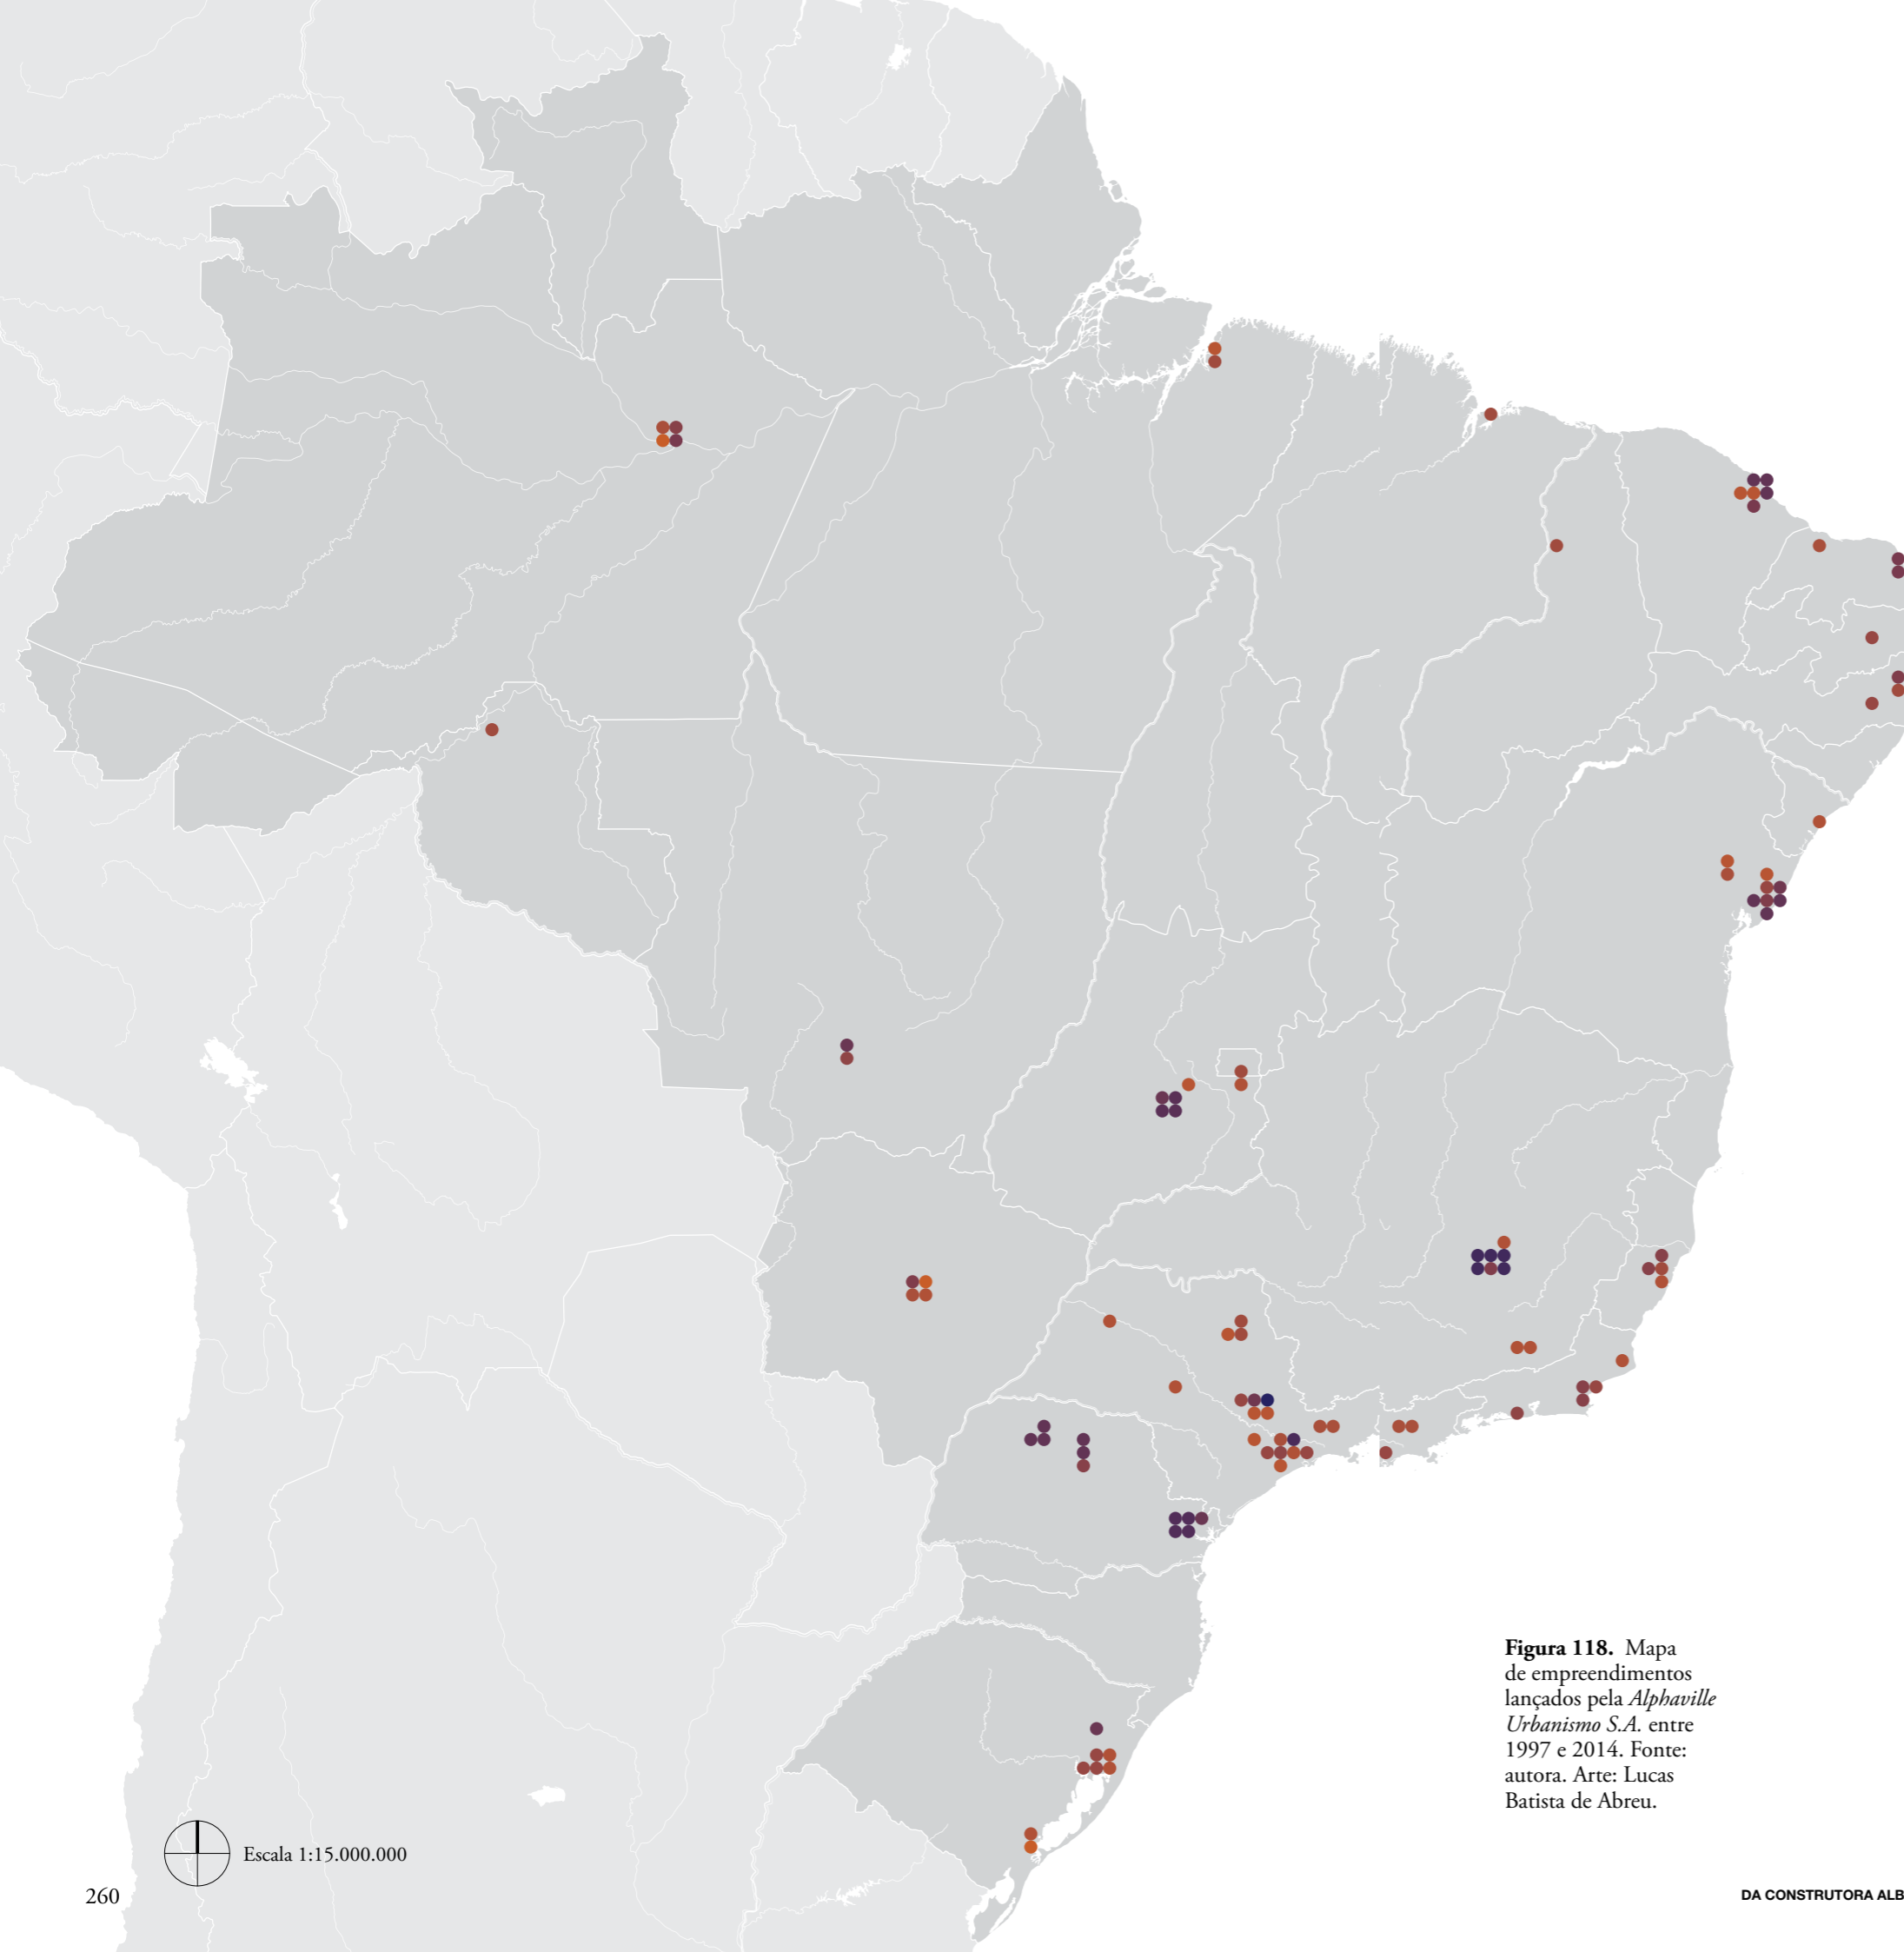 Figura 118. Mapa
de empreendimentos
lançados pela Alphaville
Urbanismo S.A. entre
1997 e 2014. Fonte:
autora. Arte: Lucas
Batista de Abreu.
Escala 1:15.000.000
260
DA CONSTRUTORA ALB